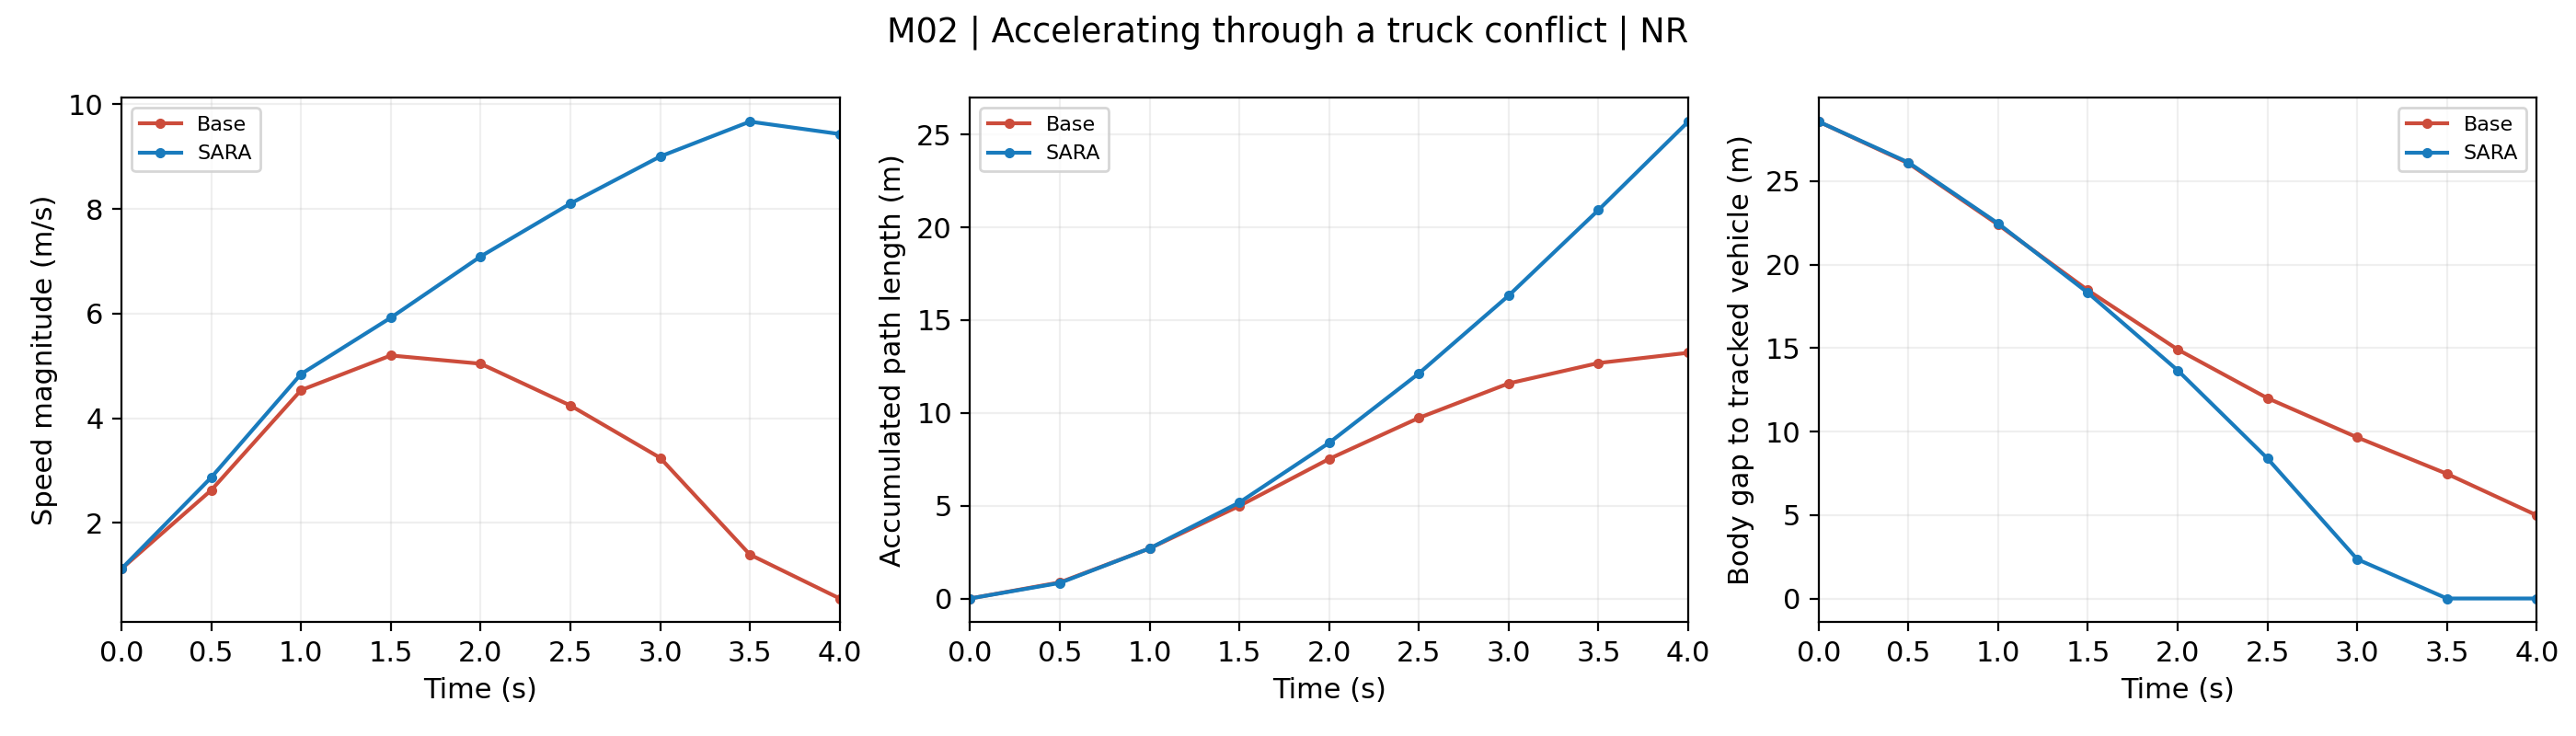 M02 | Accelerating through a truck conflict | NR
Speed magnitude (m/s)
10
8
6
4
2
Base
SARA
0.0 0.5 1.0 1.5 2.0 2.5 3.0 3.5 4.0
Time (s)
Accumulated path length (m)
25
20
15
10
5
0
Base
SARA
0.0 0.5 1.0 1.5 2.0 2.5 3.0 3.5 4.0
Time (s)
Body gap to tracked vehicle (m)
25
20
15
10
5
0
Base
SARA
0.0 0.5 1.0 1.5 2.0 2.5 3.0 3.5 4.0
Time (s)